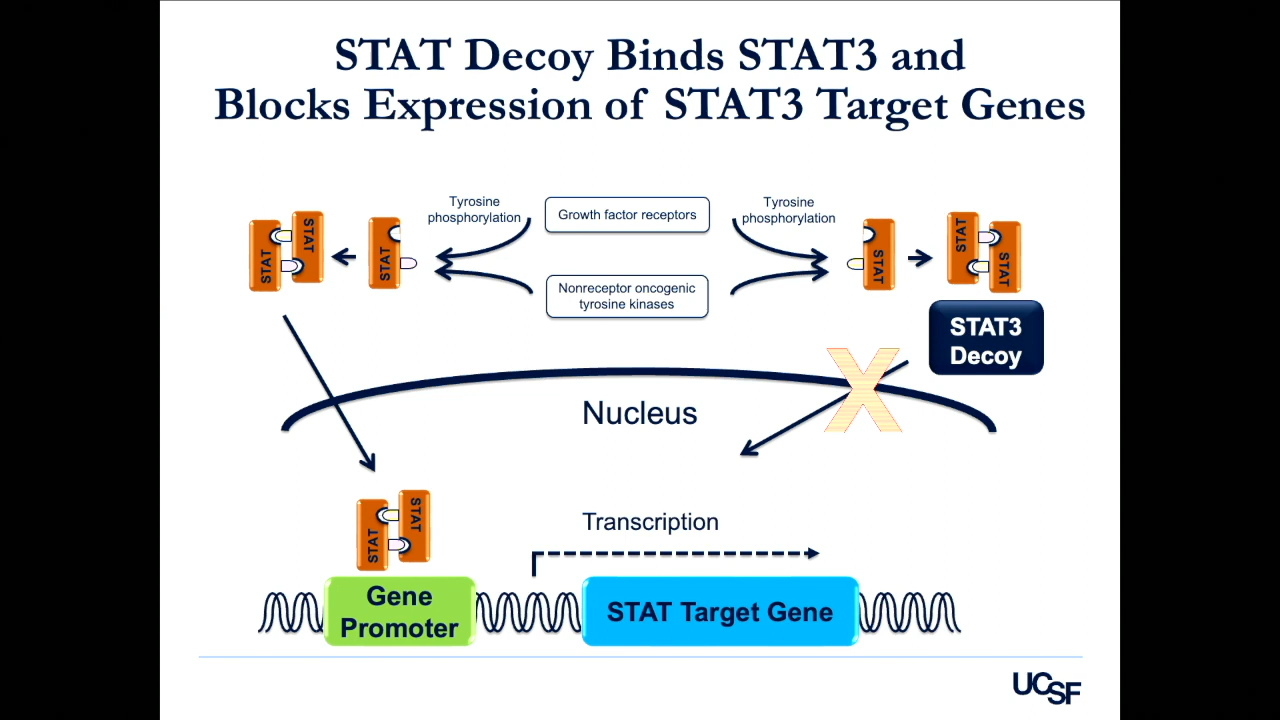 STAT Decoy Binds STAT3 and
Blocks Expression of STAT3 Target Genes
Tyrosine
phosphorylation
Growth factor receptors
Tyrosine
phosphorylation
STAT
STAT
STAT
STAT
STAT
STAT
Nonreceptor oncogenic
tyrosine kinases
STAT3
Decoy
X
Nucleus
STAT
STAT
Transcription
Gene
Promoter
STAT Target Gene
UCSF